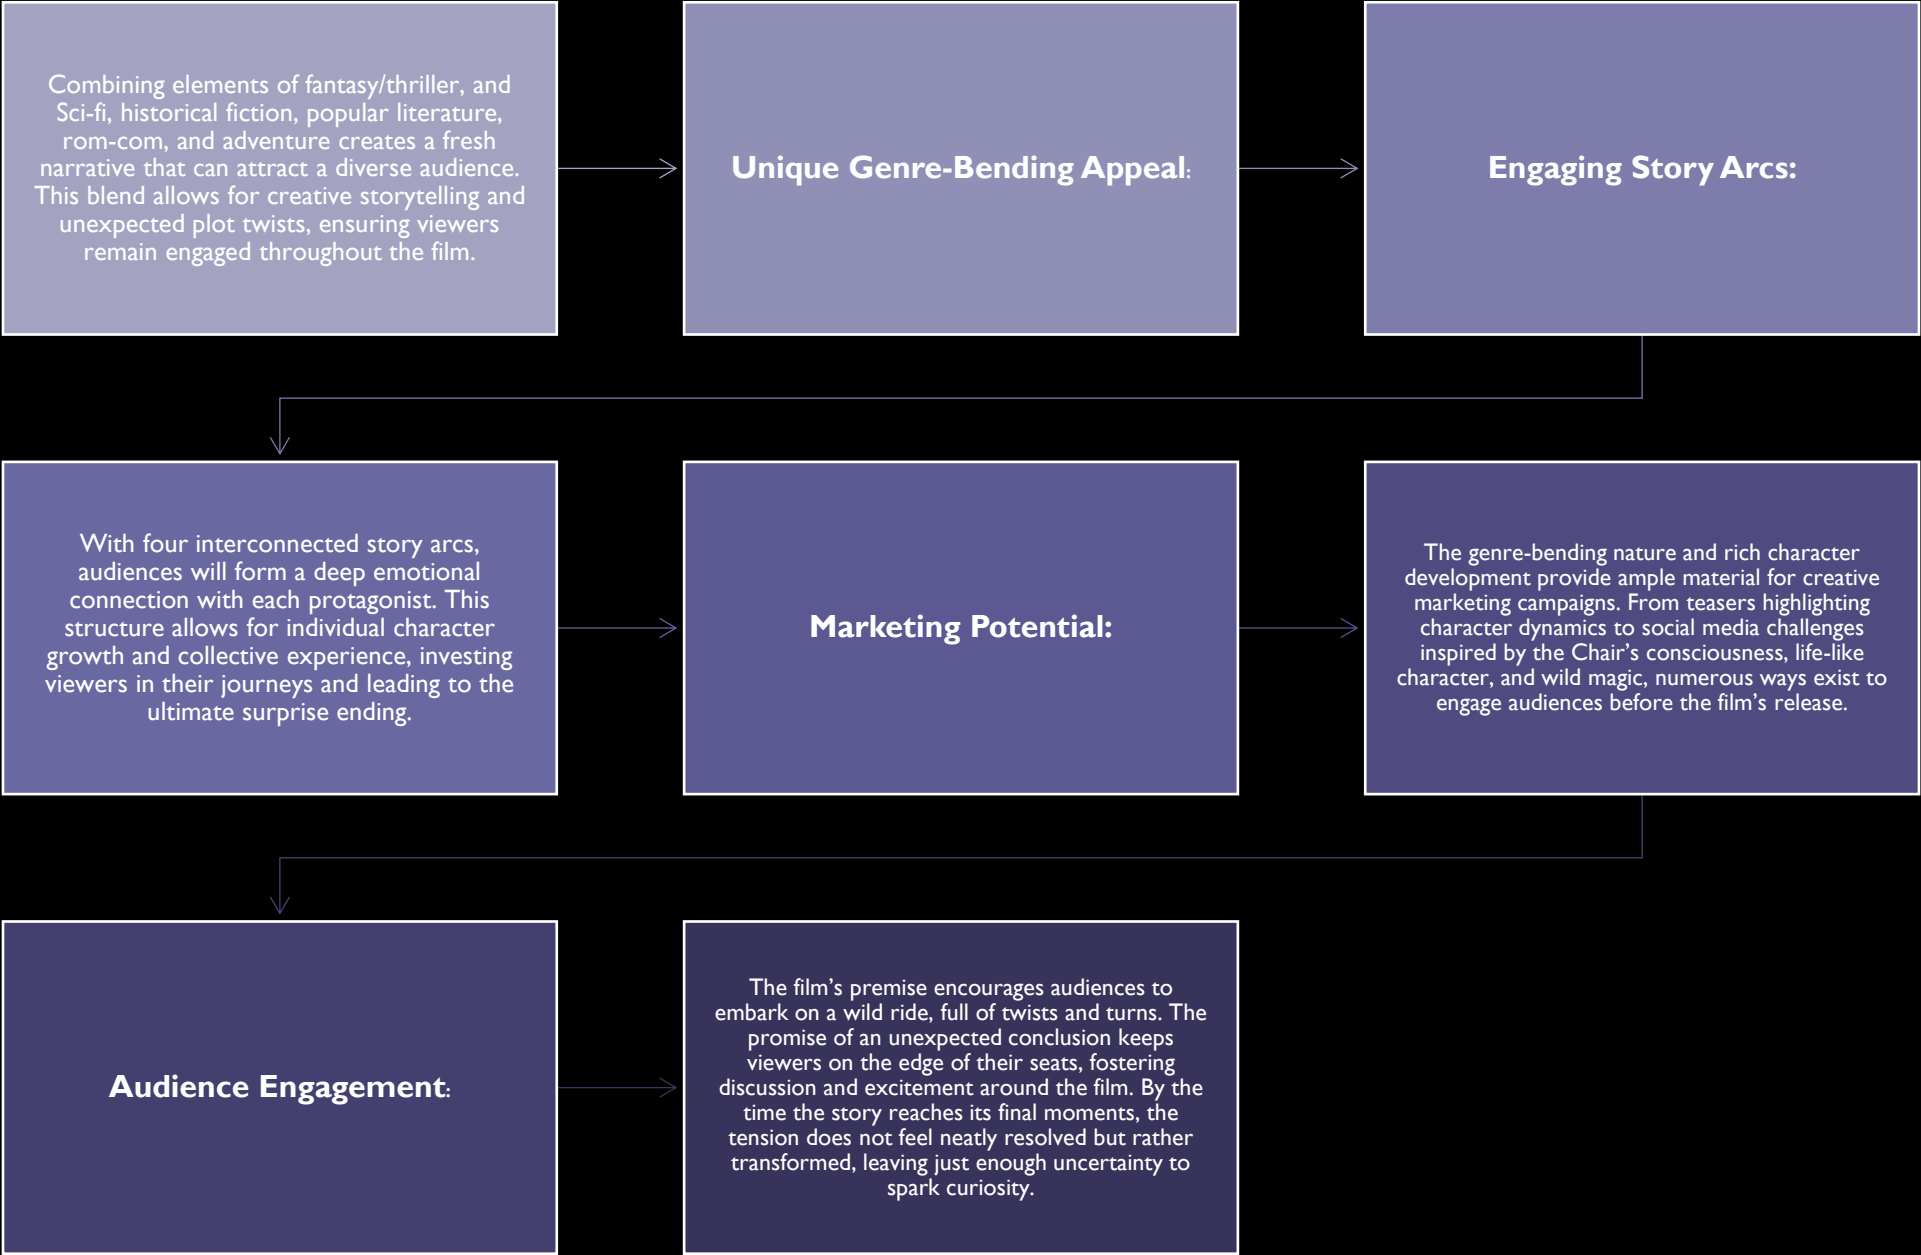 Combining elements of fantasy/thriller, and
Sci-fi, historical fiction, popular literature,
rom-com, and adventure creates a fresh
narrative that can attract a diverse audience.
This blend allows for creative storytelling and
unexpected plot twists, ensuring viewers
remain engaged throughout the film.
Unique Genre-Bending Appeal:
Engaging Story Arcs:
With four interconnected story arcs,
audiences will form a deep emotional
connection with each protagonist. This
structure allows for individual character
growth and collective experience, investing
viewers in their journeys and leading to the
ultimate surprise ending.
Marketing Potential:
The genre-bending nature and rich character
development provide ample material for creative
marketing campaigns. From teasers highlighting
character dynamics to social media challenges
inspired by the Chair’s consciousness, life-like
character, and wild magic, numerous ways exist to
engage audiences before the film’s release.
Audience Engagement:
The film’s premise encourages audiences to
embark on a wild ride, full of twists and turns. The
promise of an unexpected conclusion keeps
viewers on the edge of their seats, fostering
discussion and excitement around the film. By the
time the story reaches its final moments, the
tension does not feel neatly resolved but rather
transformed, leaving just enough uncertainty to
spark curiosity.